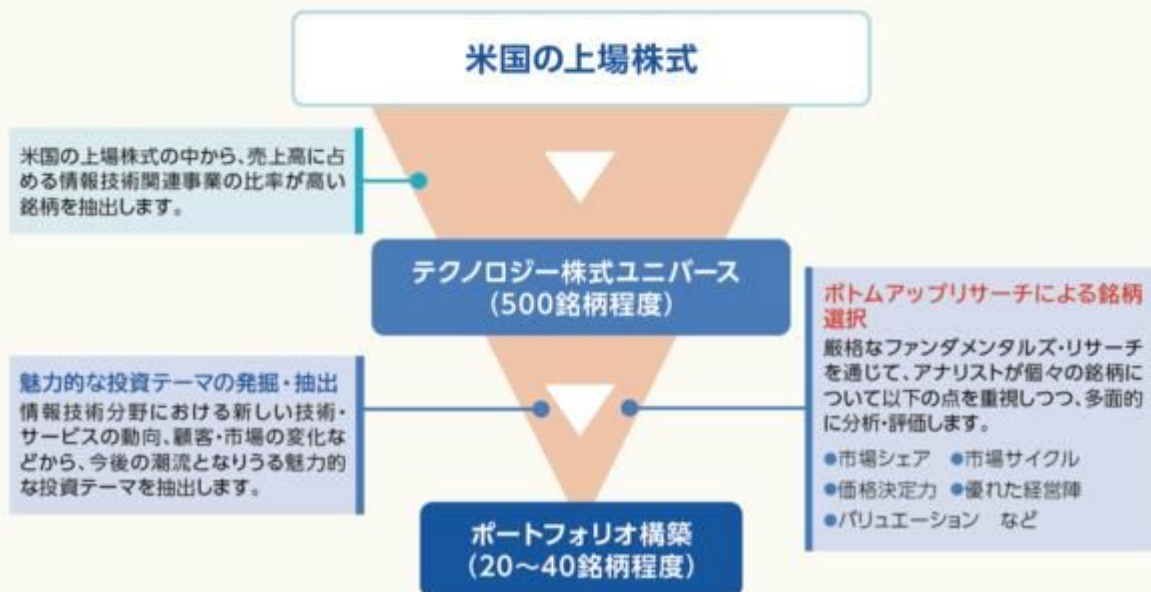 米国の上場株式
米国の上場株式の中から、売上高に占
める情報技術関連事業の比率が高い
銘柄を抽出します。
テクノロジー株式ユニバース
(500銘柄程度)
魅力的な投資テーマの発掘・抽出
情報技術分野における新しい技術・
サービスの動向、顧客・市場の変化な
どから、今後の潮流となりうる魅力的
な投資テーマを抽出します。
ボトムアップリサーチによる銘柄
選択
厳格なファンダメンタルズ・リサーチ
を通じて、アナリストが個々の銘柄に
ついて以下の点を重視しつつ、多面的
に分析・評価します。
●市場シェア ●市場サイクル
●価格決定力 ●優れた経営陣
●バリュエーション など
ポートフォリオ構築
(20～40銘柄程度)